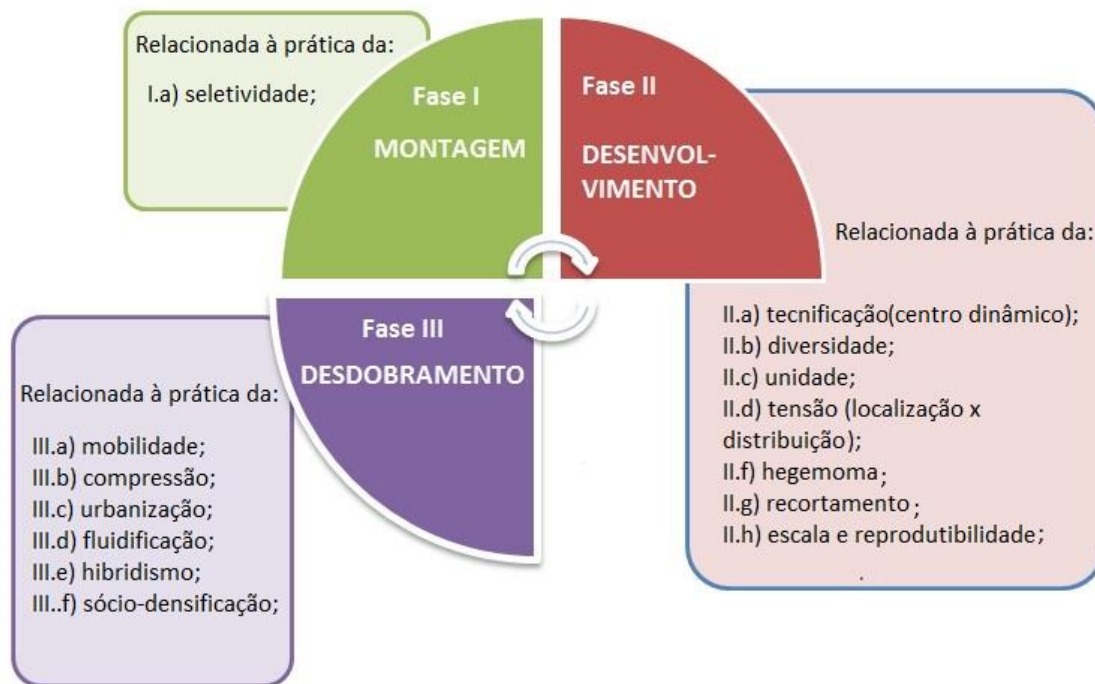 Relacionada à prática da:
I.a) seletividade;
Fase I
MONTAGEM
Fase II
DESENVOL-
VIMENTO
Relacionada à prática da:
II.a) tecnificação(centro dinâmico);
II.b) diversidade;
II.c) unidade;
II.d) tensão (localização x
distribuição);
II.f) hegemoma;
II.g) recortamento;
II.h) escala e reprodutibilidade;
.
Fase III
DESDOBRAMENTO
Relacionada à prática da:
III.a) mobilidade;
III.b) compressão;
III.c) urbanização;
III.d) fluidificação;
III.e) hibridismo;
III..f) sócio-densificação;